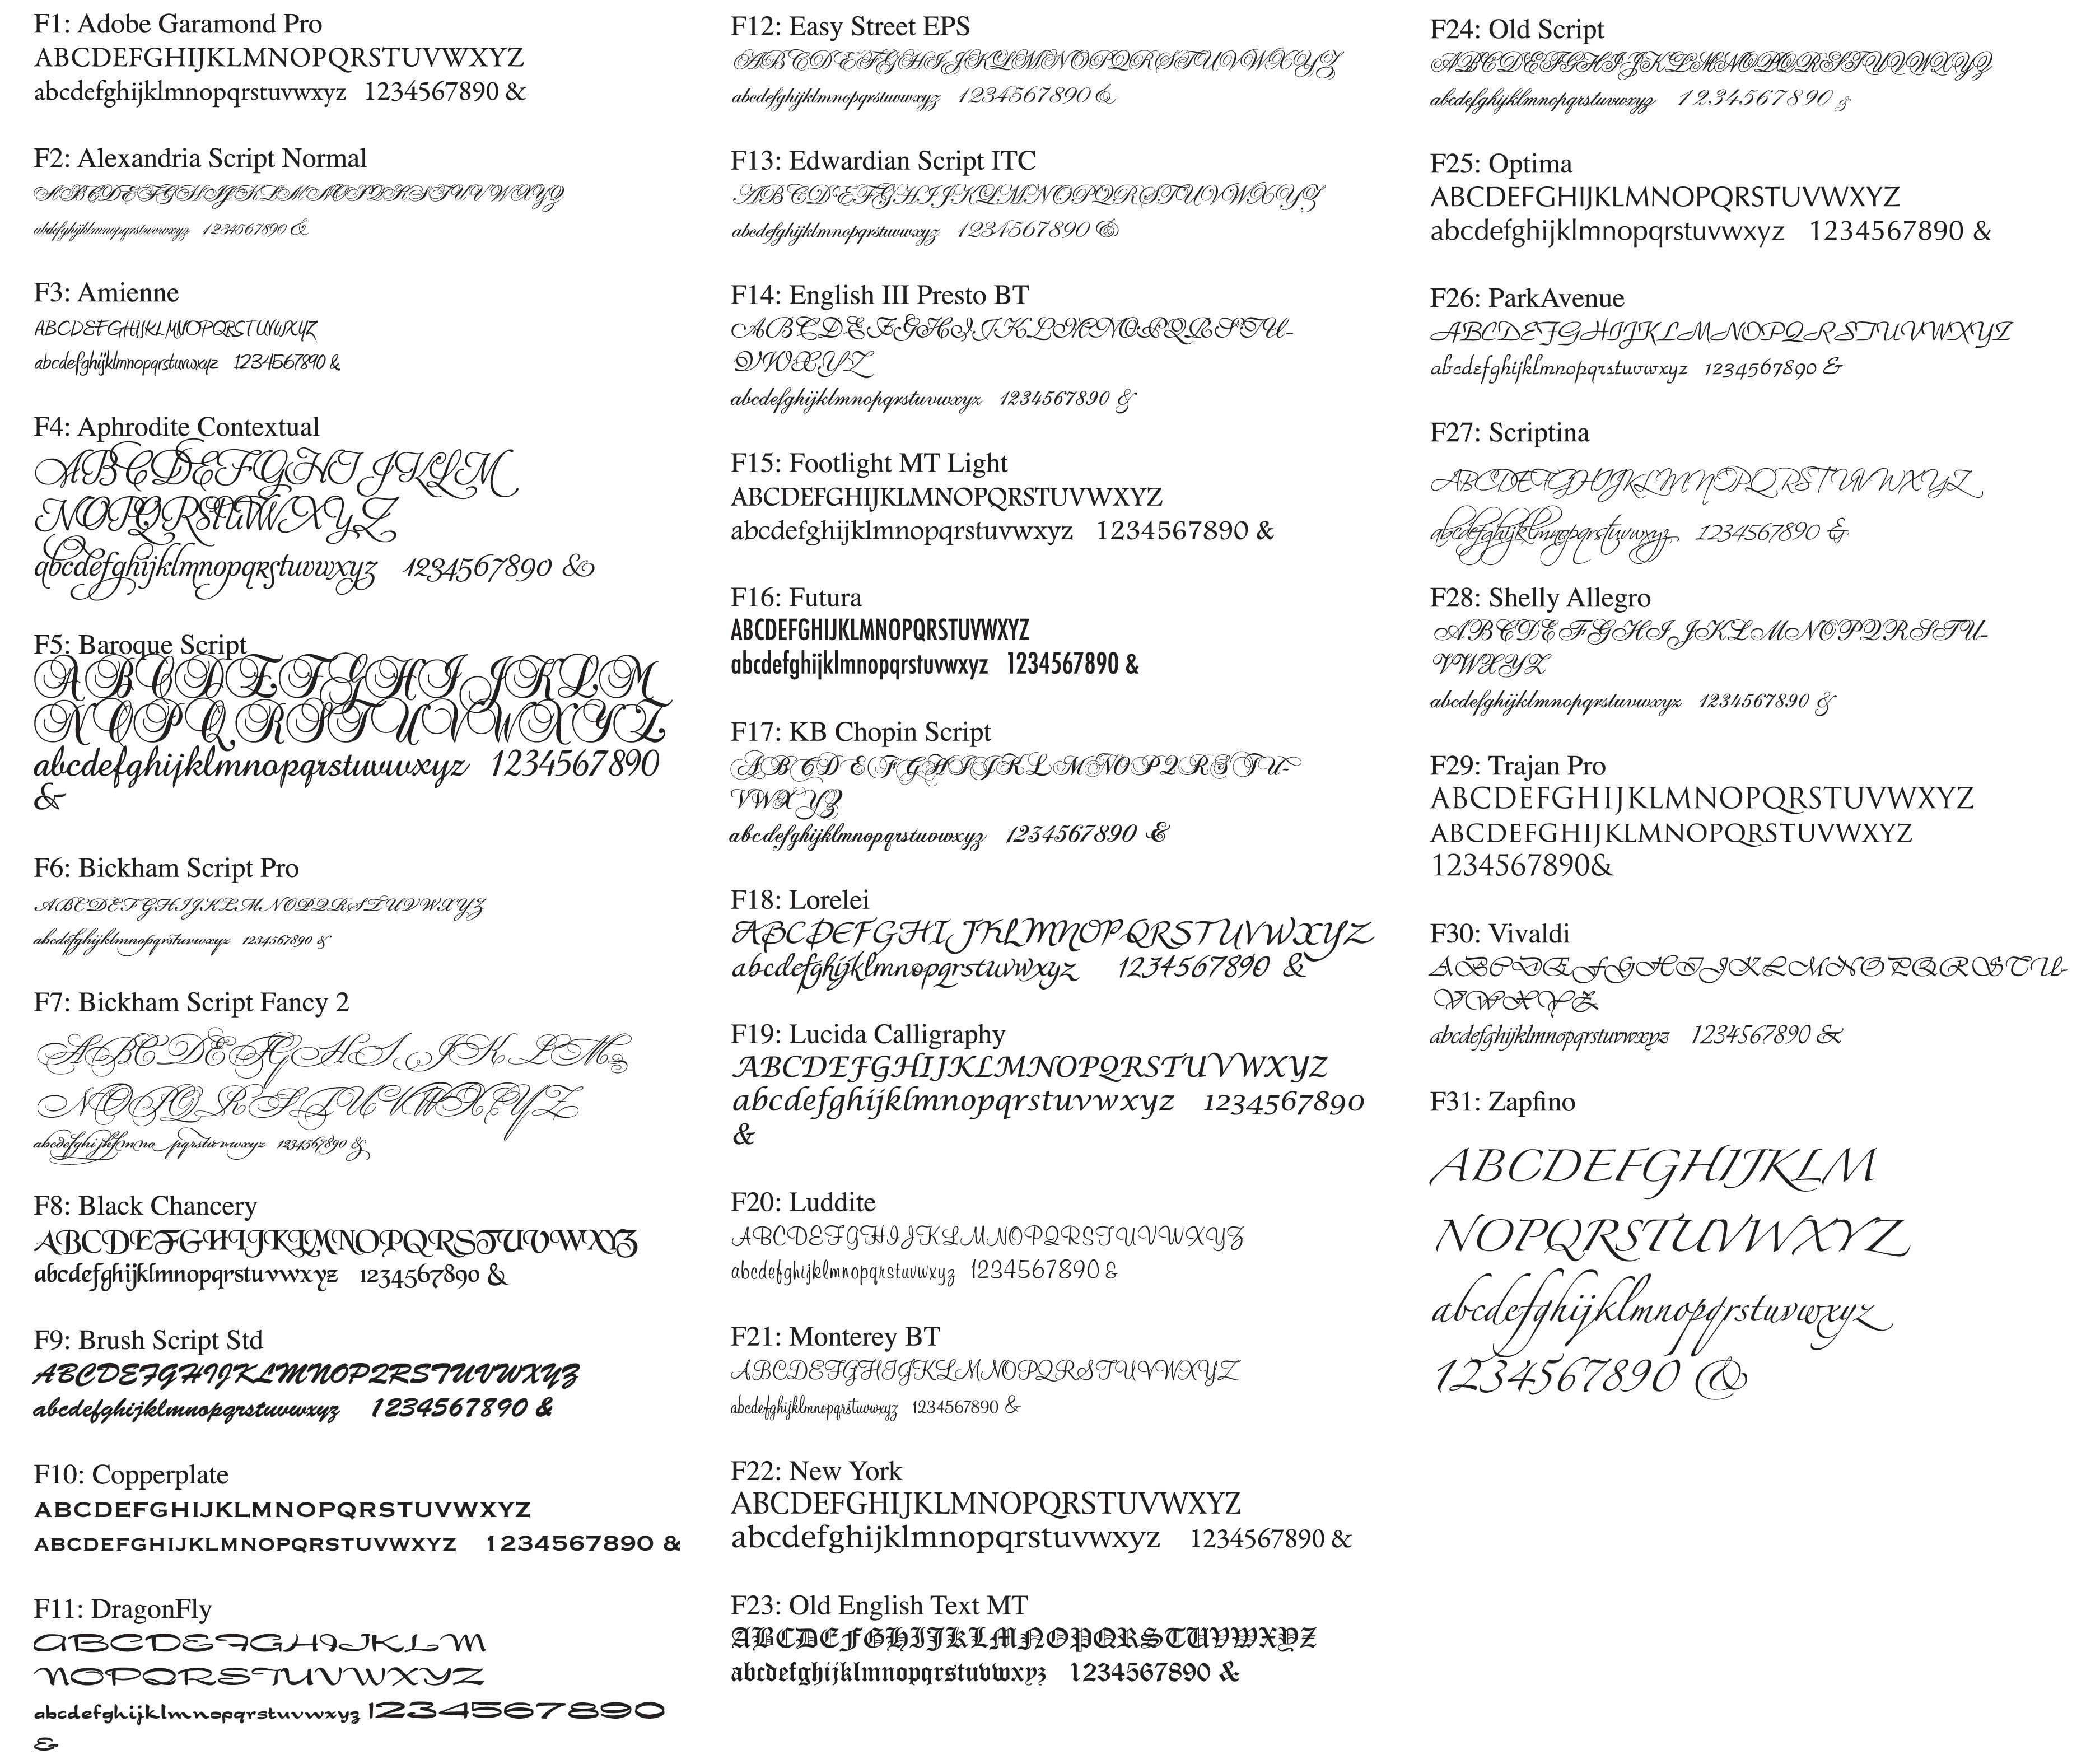 F1: Adobe Garamond Pro
ABCDEFGHIJKLMNOPQRSTUVWXYZ
abcdefghijklmnopqrstuvwxyz 1234567890 &
F2: Alexandria Script Normal
ABCDEFGHIJKLMNOPQRSTUVWXYZ
abdefghijklmnopqrstuvwxyz 1234567890 &
F3: Amienne
ABCDEFGHIJKLMNOPQRSTUVWXYZ
abcdefghijklmnopqrstuvwxyz 1234567890 &
F4: Aphrodite Contextual
ABCDEFGHIJKLM
NOPQRSTUVWXYZ
abcdefghijklmnopqrstuvwxyz 1234567890 &
F5: Baroque Script
ABCDEFGHIJKLM
NOPQRSTUVWXYZ
abcdefghijklmnopqrstuvwxyz 1234567890
&
F6: Bickham Script Pro
ABCDEFGHIJKLMNOPQRSTUVWXYZ
abcdefghijklmnopqrstuvwxyz 1234567890 &
F7: Bickham Script Fancy 2
ABCDEFGHIJKLM
NOPQRSTUVWXYZ
abcdefghijklmno pqrstuvwxyz 1234567890 &
F8: Black Chancery
ABCDEFGHIJKLMNOPQRSTUVWXYZ
abcdefghijklmnopqrstuvwxyz 1234567890 &
F9: Brush Script Std
ABCDEFGHIJKLMNOPQRSTUVWXYZ
abcdefghijklmnopqrstuvwxyz 1234567890 &
F10: Copperplate
ABCDEFGHIJKLMNOPQRSTUVWXYZ
ABCDEFGHIJKLMNOPQRSTUVWXYZ 1234567890 &
F11: DragonFly
ABCDEFGHIJKLM
NOPQRSTUVWXYZ
abcdefghijklmnopqrstuvwxyz 1234567890
&
F12: Easy Street EPS
ABCDEFGHIJKLMNOPQRSTUVWXYZ
abcdefghijklmnopqrstuvwxyz 1234567890 &
F13: Edwardian Script ITC
ABCDEFGHIJKLMNOPQRSTUVWXYZ
abcdefghijklmnopqrstuvwxyz 1234567890 &
F14: English III Presto BT
ABCDEFGHIJKLMNOPQRSTU-
VWXYZ
abcdefghijklmnopqrstuvwxyz 1234567890 &
F15: Footlight MT Light
ABCDEFGHIJKLMNOPQRSTUVWXYZ
abcdefghijklmnopqrstuvwxyz 1234567890 &
F16: Futura
ABCDEFGHIJKLMNOPQRSTUVWXYZ
abcdefghijklmnopqrstuvwxyz 1234567890 &
F17: KB Chopin Script
ABCDEFGHIJKLMNOPQRSTU-
VWXYZ
abcdefghijklmnopqrstuvwxyz 1234567890 &
F18: Lorelei
ABCDEFGHIJKLMNOPQRSTUVWXYZ
abcdefghijklmnopqrstuvwxyz 1234567890 &
F19: Lucida Calligraphy
ABCDEFGHIJKLMNOPQRSTUVWXYZ
abcdefghijklmnopqrstuvwxyz 1234567890
&
F20: Luddite
ABCDEFGHIJKLMNOPQRSTUVWXYZ
abcdefghijklmnopqrstuvwxyz 1234567890 &
F21: Monterey BT
ABCDEFGHIJKLMNOPQRSTUVWXYZ
abcdefghijklmnopqrstuvwxyz 1234567890 &
F22: New York
ABCDEFGHIJKLMNOPQRSTUVWXYZ
abcdefghijklmnopqrstuvwxyz 1234567890 &
F23: Old English Text MT
ABCDEFGHIJKLMNOPQRSTUVWXYZ
abcdefghijklmnopqrstuvwxyz 1234567890 &
F24: Old Script
ABCDEFGHIJKLMNOPQRSTUVWXYZ
abcdefghijklmnopqrstuvwxyz 1234567890 &
F25: Optima
ABCDEFGHIJKLMNOPQRSTUVWXYZ
abcdefghijklmnopqrstuvwxyz 1234567890 &
F26: ParkAvenue
ABCDEFGHIJKLMNOPQRSTUVWXYZ
abcdefghijklmnopqrstuvwxyz 1234567890 &
F27: Scriptina
ABCDEFGHIJKLMNOPQRSTUVWXYZ
abcdefghijklmnopqrstuvwxyz 1234567890 &
F28: Shelly Allegro
ABCDEFGHIJKLMNOPQRSTU-
VWXYZ
abcdefghijklmnopqrstuvwxyz 1234567890 &
F29: Trajan Pro
ABCDEFGHIJKLMNOPQRSTUVWXYZ
ABCDEFGHIJKLMNOPQRSTUVWXYZ
1234567890&
F30: Vivaldi
ABCDEFGHIJKLMNOPQRSTU-
VWXYZ
abcdefghijklmnopqrstuvwxyz 1234567890 &
F31: Zapfino
ABCDEFGHIJKLM
NOPQRSTUVWXYZ
abcdefghijklmnopqrstuvwxyz
1234567890 &